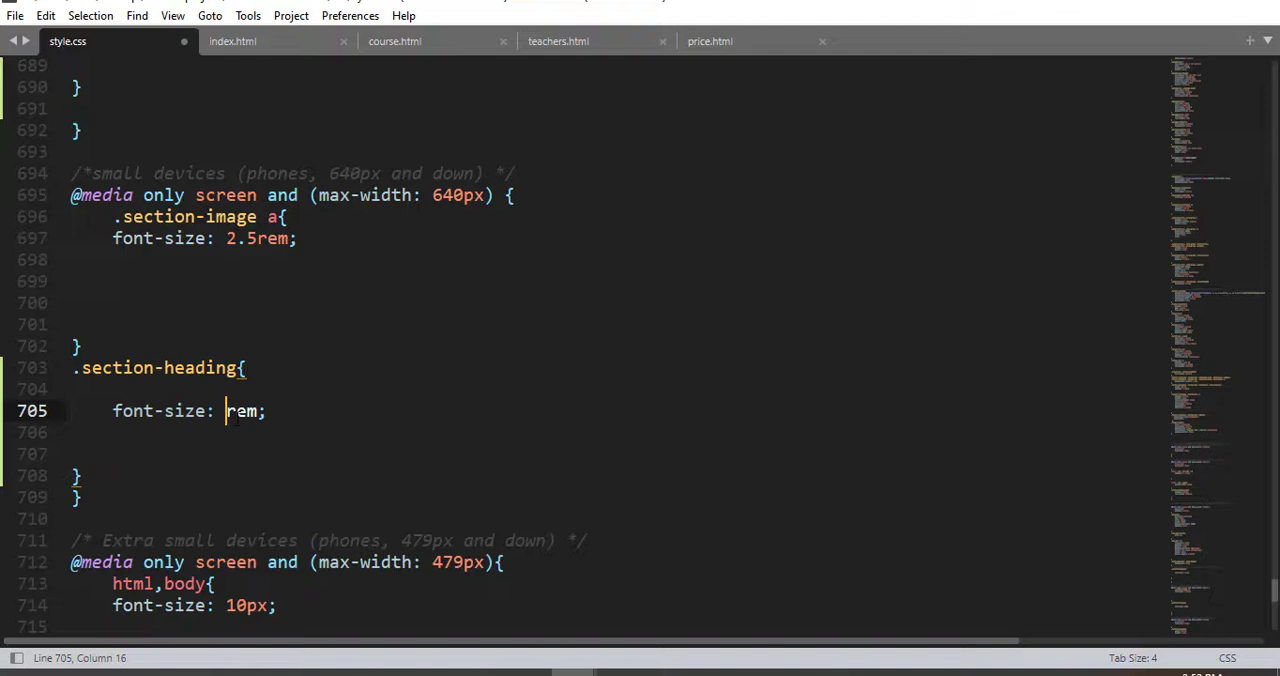 File Edit Selection View Goto Tools Project Preferences Help
style.css index.html course.html teachers.html price.html
689
690 }
691
692 }
693
694 /*small devices (phones, 640px and down) */
695 @media only screen and (max-width: 640px) {
696 .section-image a{
697 font-size: 2.5rem;
698
699
700
701
702 }
703 .section-heading{
704
705 font-size: rem;
706
707
708 }
709 }
710
711 /* Extra small devices (phones, 479px and down) */
712 @media only screen and (max-width: 479px){
713 html,body{
714 font-size: 10px;
715
Line 705, Column 16 Tab Size: 4 CSS